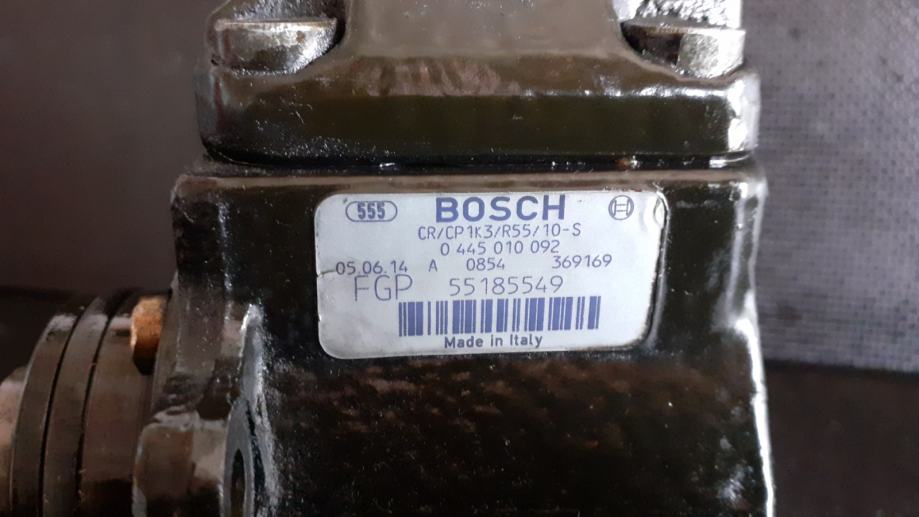 555 BOSCH
CR/CP1K3/R55/10-S
0 445 010 092
05.06.14 A 0854 369169
FGP 55185549
Made in Italy